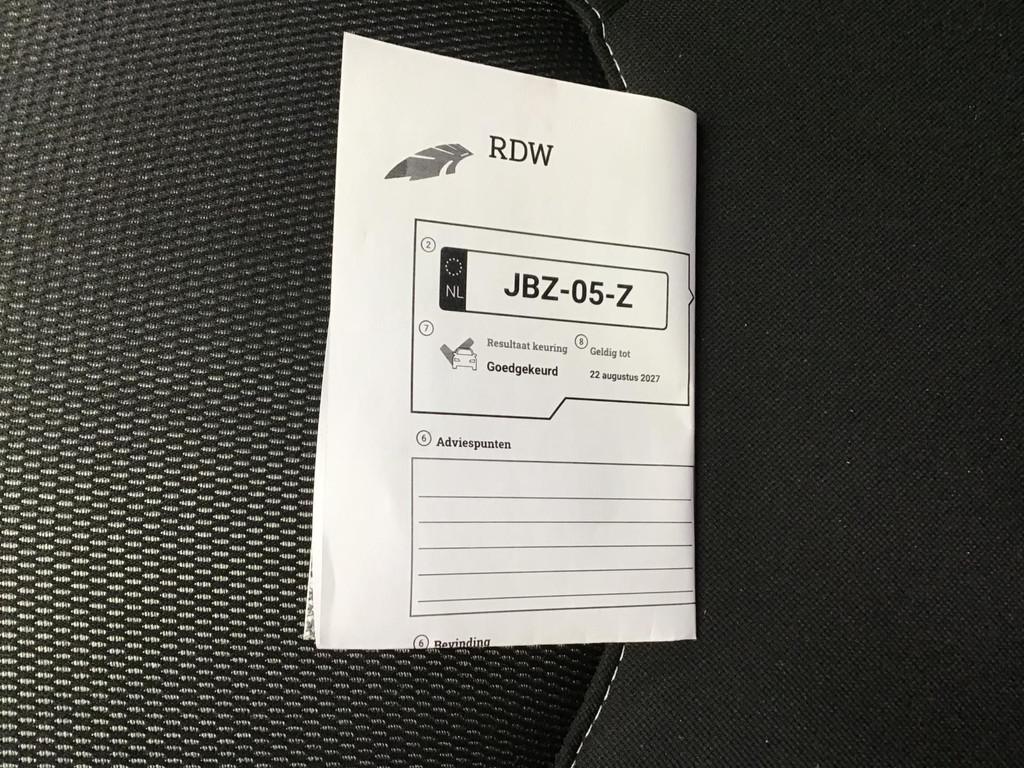 RDW
2
NL
JBZ-05-Z
7
Resultaat keuring
8
Geldig tot
Goedgekeurd
22 augustus 2027
6 Adviespunten
6 Bevinding